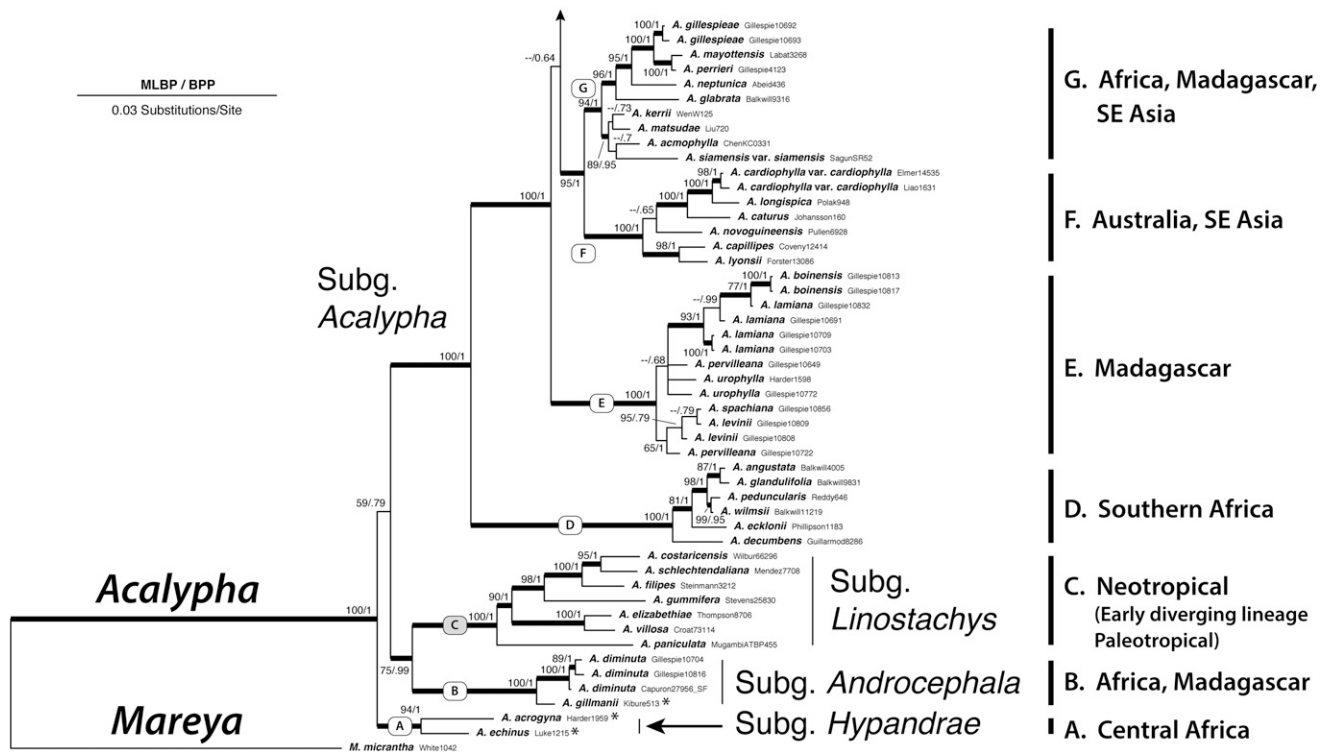 MLBP / BPP
0.03 Substitutions/Site
--/0.64
100/1
A. gillespieae Gillespie10692
A. gillespieae Gillespie10693
100/1
A. mayottensis Labat3268
95/1
100/1
A. perrieri Gillespie4123
96/1
A. neptunica Abeid436
G
A. glabrata Balkwill9316
94/1
--/.73
A. kerrii WenW125
A. matsudae Liu720
--/.7
A. acmophylla ChenKC0331
89/.95
A. siamensis var. siamensis SagunSR52
95/1
98/1
A. cardiophylla var. cardiophylla Elmer14535
100/1
A. cardiophylla var. cardiophylla Liao1631
100/1
A. longispica Polak948
--/.65
A. caturus Johansson160
100/1
A. novoguineensis Pullen6928
F
98/1
A. capillipes Coveny12414
A. lyonsii Forster13086
100/1
Subg.
Acalypha
100/1
A. boinensis Gillespie10813
77/1
A. boinensis Gillespie10817
--/.99
A. lamiana Gillespie10832
93/1
A. lamiana Gillespie10691
A. lamiana Gillespie10709
100/1
A. lamiana Gillespie10703
--/.68
A. pervilleana Gillespie10649
A. urophylla Harder1598
A. urophylla Gillespie10772
E
100/1
--/.79
A. spachiana Gillespie10856
95/.79
A. levinii Gillespie10809
A. levinii Gillespie10808
65/1
A. pervilleana Gillespie10722
100/1
87/1
A. angustata Balkwill4005
98/1
A. glandulifolia Balkwill9831
81/1
A. peduncularis Reddy646
A. wilmsii Balkwill11219
99/.95
D
100/1
A. ecklonii Phillipson1183
A. decumbens Guillarmod8286
59/.79
95/1
A. costaricensis Wilbur66296
100/1
A. schlechtendaliana Mendez7708
98/1
A. filipes Steinmann3212
90/1
A. gummifera Stevens25830
100/1
A. elizabethiae Thompson8706
C
100/1
A. villosa Croat73114
A. paniculata MugambiATBP455
Subg.
Linostachys
Acalypha
100/1
75/.99
89/1
A. diminuta Gillespie10704
100/1
A. diminuta Gillespie10816
B
100/1
A. diminuta Capuron27956_SF
A. gillmanii Kibure513 *
Subg. Androcephala
Mareya
A
94/1
A. acrogyna Harder1959 *
A. echinus Luke1215 *
Subg. Hypandrae
M. micrantha White1042
G. Africa, Madagascar,
SE Asia
F. Australia, SE Asia
E. Madagascar
D. Southern Africa
C. Neotropical
(Early diverging lineage
Paleotropical)
B. Africa, Madagascar
A. Central Africa